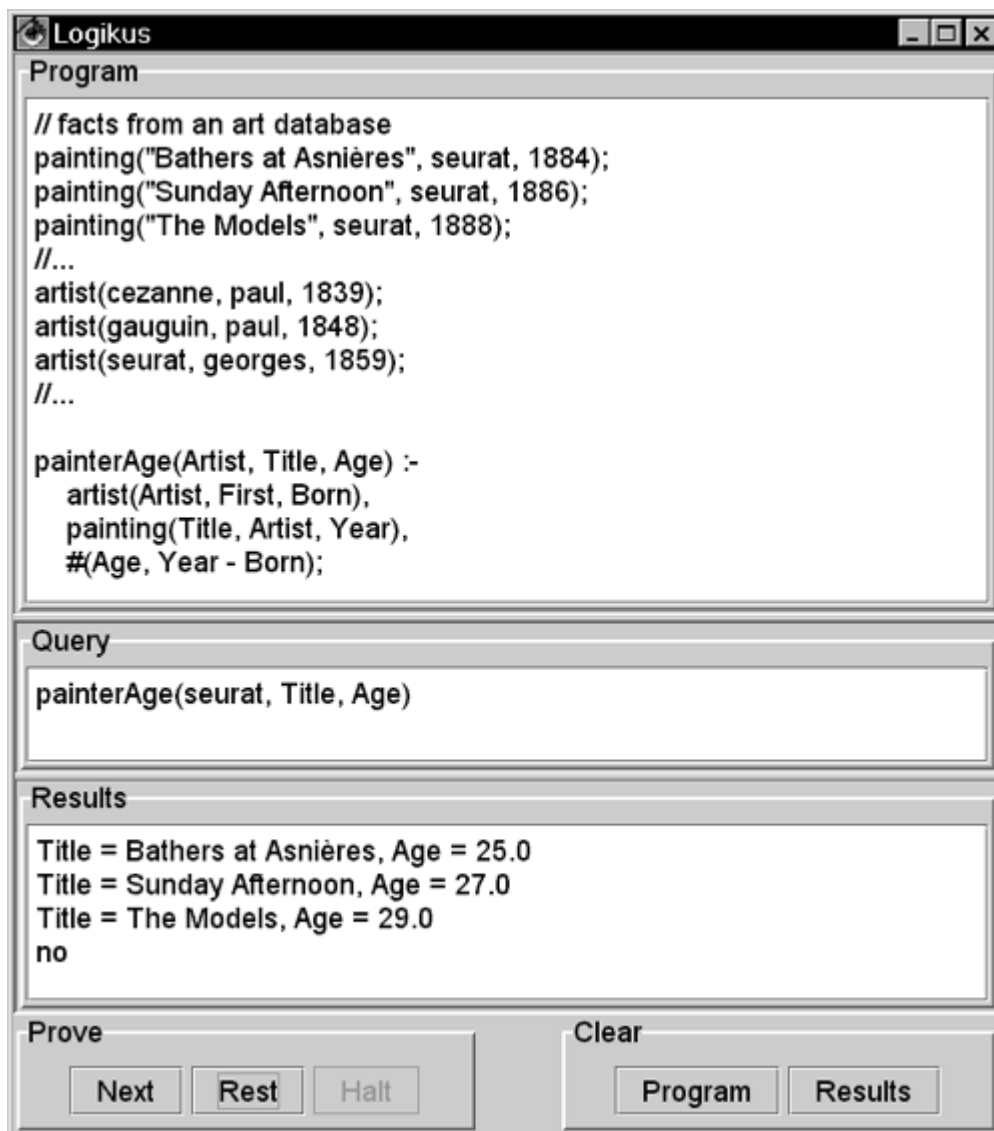 Logikus
Program
// facts from an art database
painting("Bathers at Asnières", seurat, 1884);
painting("Sunday Afternoon", seurat, 1886);
painting("The Models", seurat, 1888);
//...
artist(cezanne, paul, 1839);
artist(gauguin, paul, 1848);
artist(seurat, georges, 1859);
//...
painterAge(Artist, Title, Age) :-
artist(Artist, First, Born),
painting(Title, Artist, Year),
#(Age, Year - Born);
Query
painterAge(seurat, Title, Age)
Results
Title = Bathers at Asnières, Age = 25.0
Title = Sunday Afternoon, Age = 27.0
Title = The Models, Age = 29.0
no
Prove Clear
Next Rest Halt Program Results